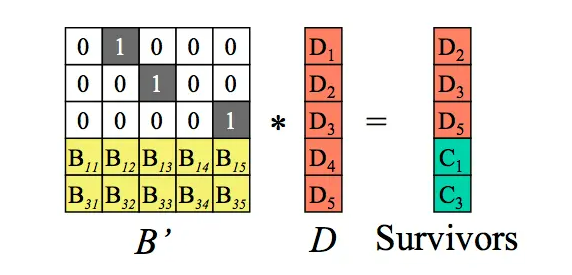 0 1 0 0 0 D₁ D₂
0 0 1 0 0 D₂ D₃
0 0 0 0 1 * D₃ = D₅
B₁₁ B₁₂ B₁₃ B₁₄ B₁₅ D₄ C₁
B₃₁ B₃₂ B₃₃ B₃₄ B₃₅ D₅ C₃
B’ D Survivors